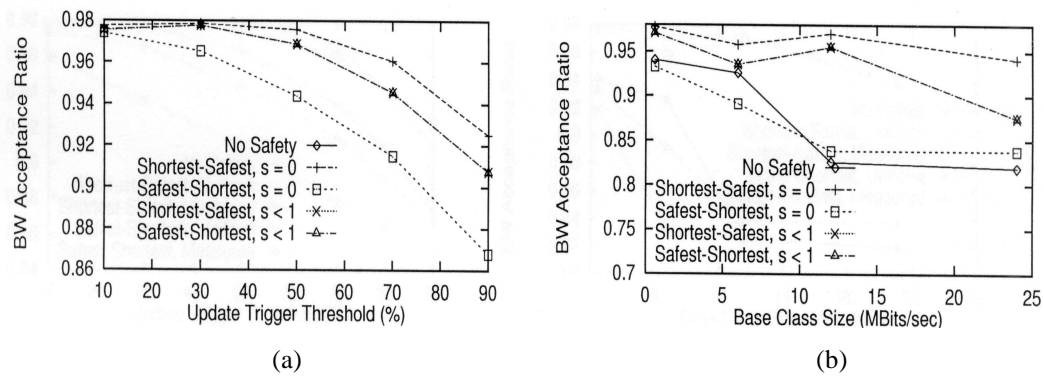 0.98
0.96
0.94
0.92
0.9
0.88
0.86
BW Acceptance Ratio
No Safety
Shortest-Safest, s = 0
Safest-Shortest, s = 0
Shortest-Safest, s < 1
Safest-Shortest, s < 1
10 20 30 40 50 60 70 80 90
Update Trigger Threshold (%)
(a)
0.95
0.9
0.85
0.8
0.7
BW Acceptance Ratio
No Safety
Shortest-Safest, s = 0
Safest-Shortest, s = 0
Shortest-Safest, s < 1
Safest-Shortest, s < 1
0 5 10 15 20 25
Base Class Size (MBits/sec)
(b)